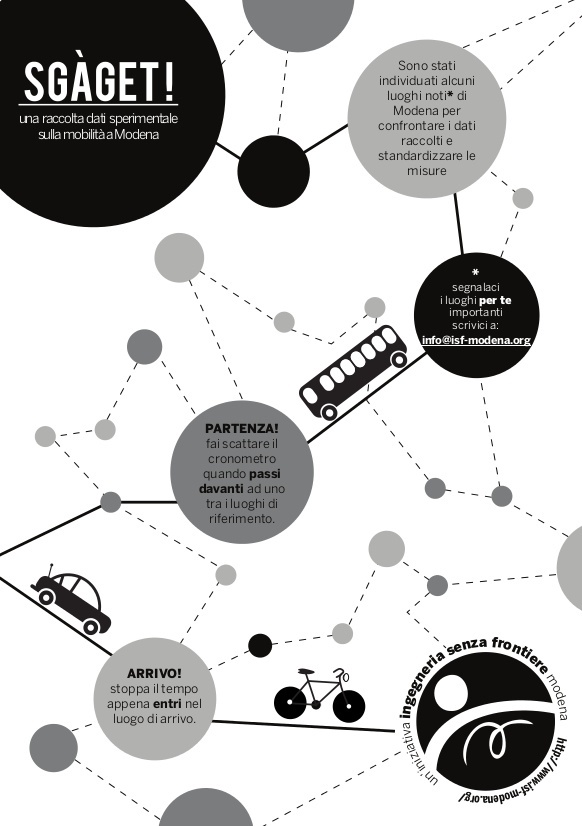 SGÀGET!
una raccolta dati sperimentale
sulla mobilità a Modena
Sono stati
individuati alcuni
luoghi noti* di
Modena per
confrontare i dati
raccolti e
standardizzare le
misure
*
segnalaci
i luoghi per te
importanti
scrivici a:
info@isf-modena.org
PARTENZA!
fai scattare il
cronometro
quando passi
davanti ad uno
tra i luoghi di
riferimento.
ARRIVO!
stoppa il tempo
appena entri nel
luogo di arrivo.
un'iniziativa ingegneria senza frontiere modena
http://www.isf-modena.org/